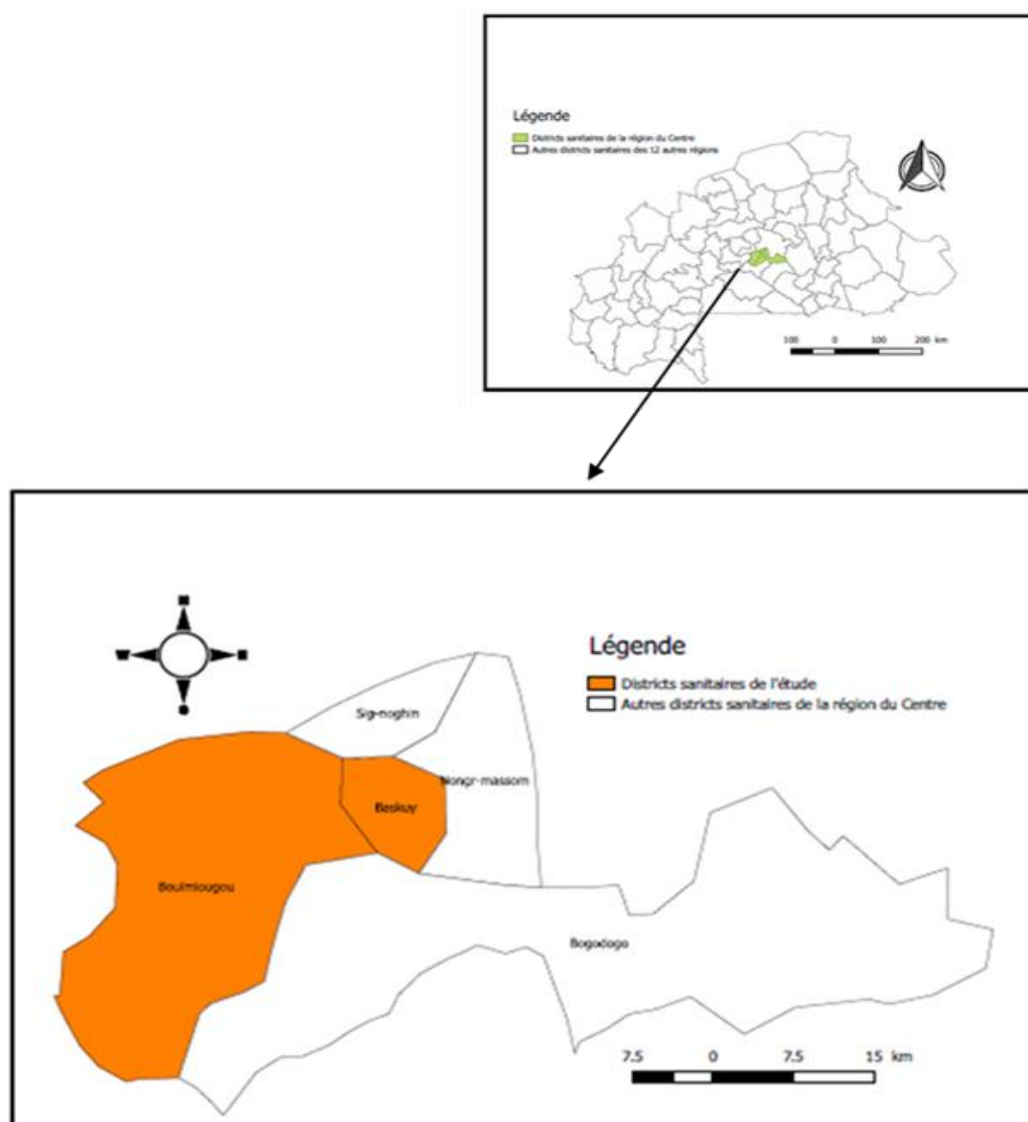 Légende
Districts sanitaires de la région du Centre
Autres districts sanitaires des 12 autres régions
100 0 100 200 km
Légende
Districts sanitaires de l'étude
Autres districts sanitaires de la région du Centre
Sig-noghin
Nongr-massom
Baskuy
Boulmiougou
Bogodogo
7.5 0 7.5 15 km